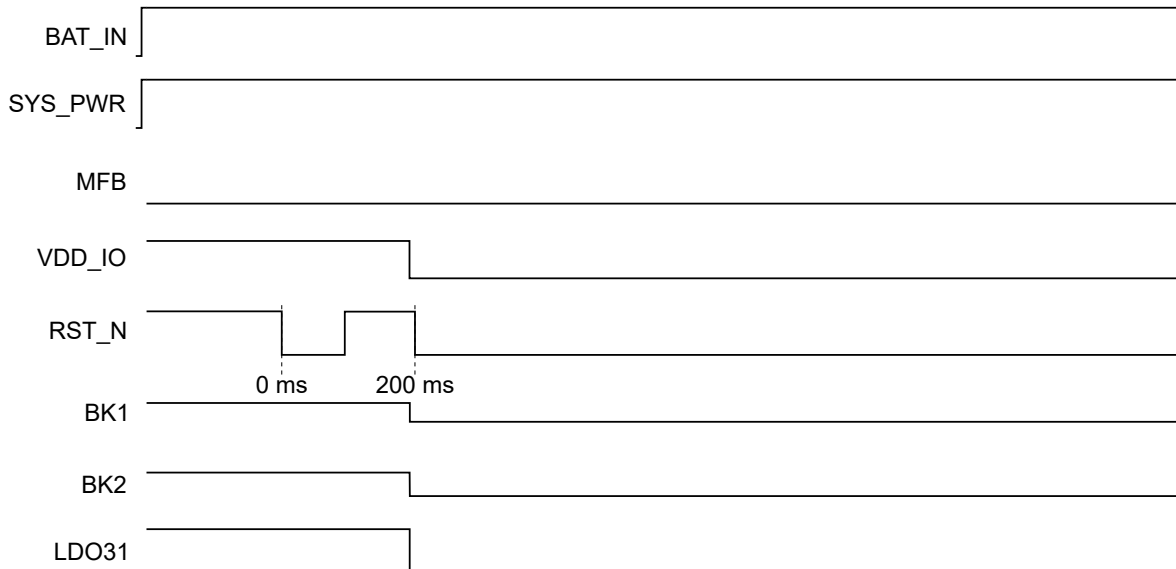 BAT_IN
SYS_PWR
MFB
VDD_IO
RST_N
0 ms 200 ms
BK1
BK2
LDO31